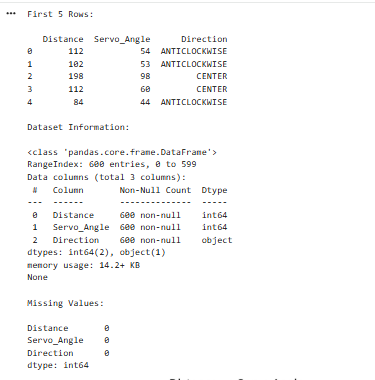 First 5 Rows:
Distance Servo_Angle Direction
0 112 54 ANTICLOCKWISE
1 102 53 ANTICLOCKWISE
2 198 98 CENTER
3 112 60 CENTER
4 84 44 ANTICLOCKWISE
Dataset Information:
<class 'pandas.core.frame.DataFrame'>
RangeIndex: 600 entries, 0 to 599
Data columns (total 3 columns):
# Column Non-Null Count Dtype
--- ------ -------------- -----
0 Distance 600 non-null int64
1 Servo_Angle 600 non-null int64
2 Direction 600 non-null object
dtypes: int64(2), object(1)
memory usage: 14.2+ KB
None
Missing Values:
Distance 0
Servo_Angle 0
Direction 0
dtype: int64